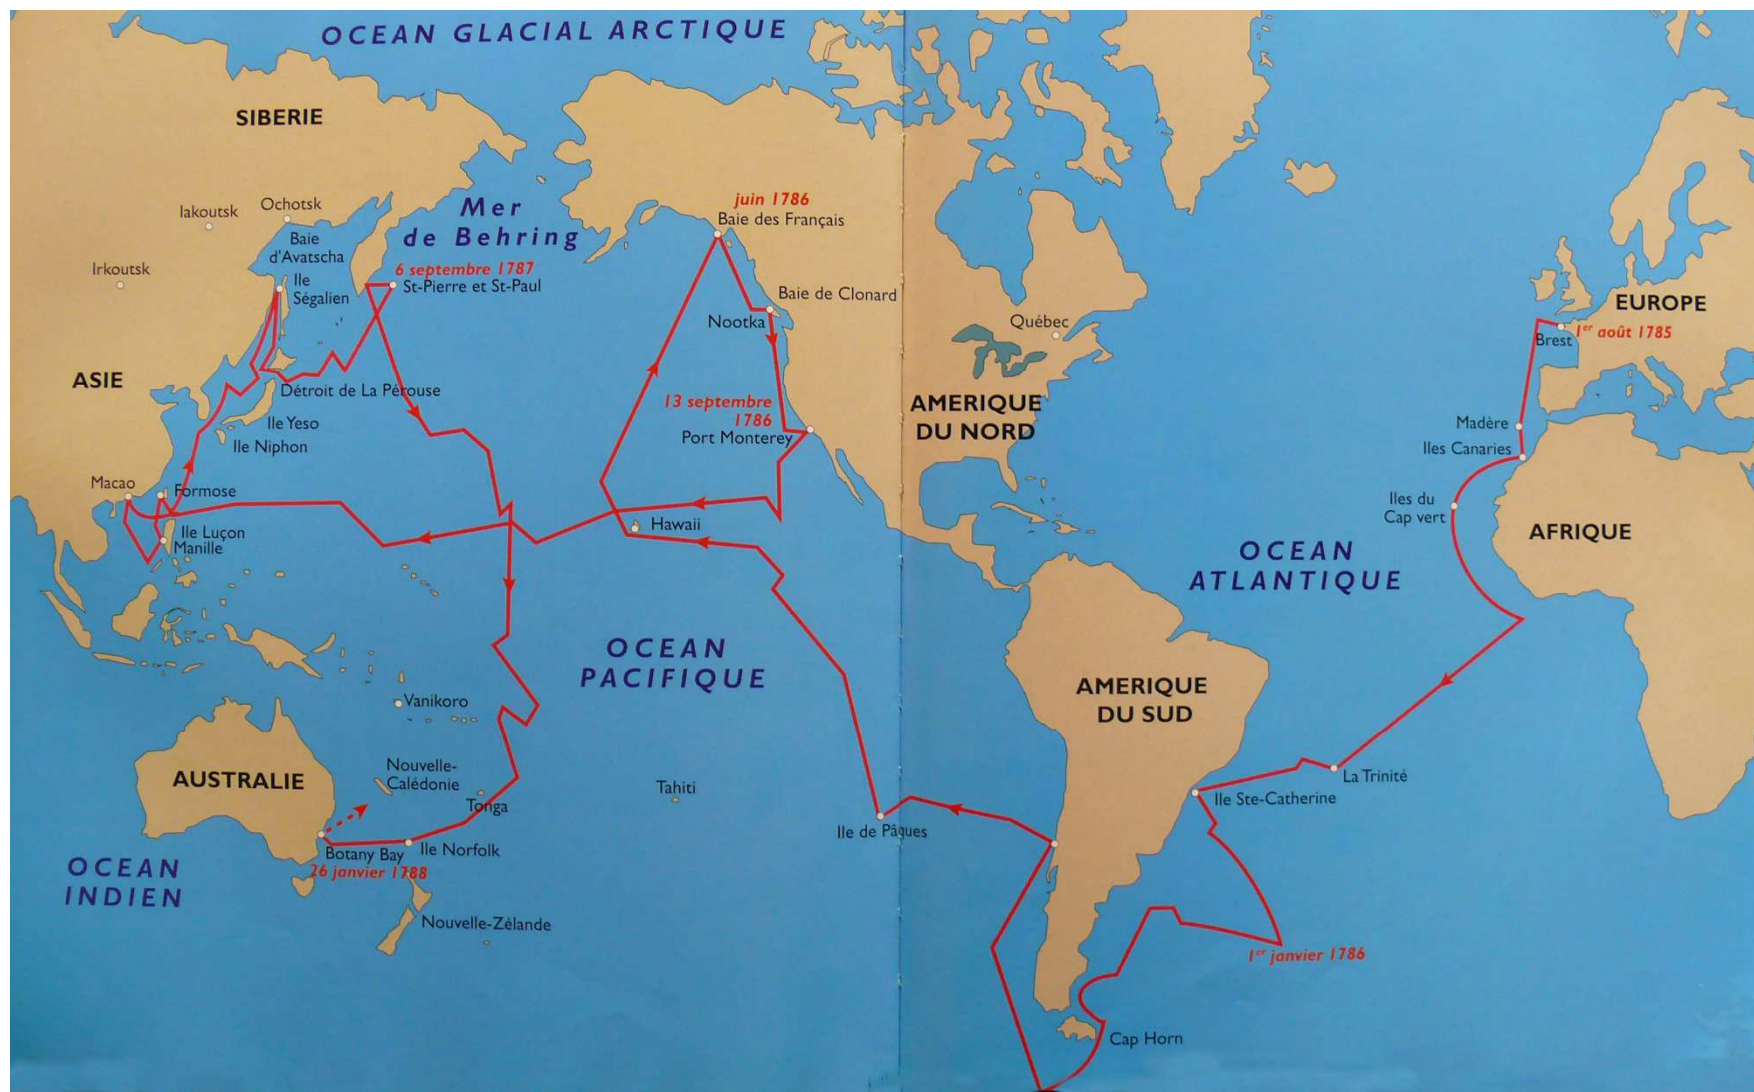 OCEAN GLACIAL ARCTIQUE
SIBERIE
Iakoutsk
Ochotsk
Baie
d'Avatscha
Irkoutsk
Ile
Ségalien
Mer
de Behring
6 septembre 1787
St-Pierre et St-Paul
juin 1786
Baie des Français
Baie de Clonard
Nootka
Québec
EUROPE
1er août 1785
Brest
ASIE
Détroit de La Pérouse
Ile Yeso
Ile Niphon
13 septembre
1786
Port Monterey
AMERIQUE
DU NORD
Madère
Iles Canaries
Macao
Formose
Ile Luçon
Manille
Hawaii
Iles du
Cap vert
AFRIQUE
OCEAN
ATLANTIQUE
OCEAN
PACIFIQUE
AMERIQUE
DU SUD
Vanikoro
AUSTRALIE
Nouvelle-
Calédonie
Tonga
Tahiti
La Trinité
Ile Ste-Catherine
Ile de Pâques
Botany Bay
Ile Norfolk
26 janvier 1788
OCEAN
INDIEN
Nouvelle-Zélande
1er janvier 1786
Cap Horn